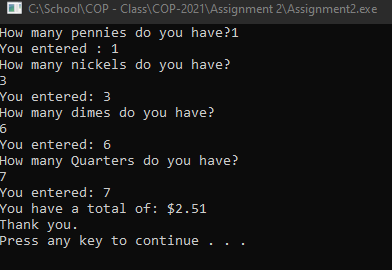 C:\School\COP - Class\COP-2021\Assignment 2\Assignment2.exe
How many pennies do you have?1
You entered : 1
How many nickels do you have?
3
You entered: 3
How many dimes do you have?
6
You entered: 6
How many Quarters do you have?
7
You entered: 7
You have a total of: $2.51
Thank you.
Press any key to continue . . .